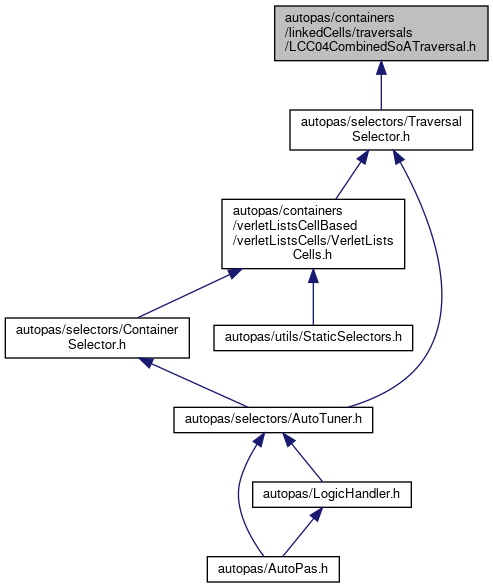 autopas/containers
/linkedCells/traversals
/LCC04CombinedSoATraversal.h
autopas/selectors/Traversal
Selector.h
autopas/containers
/verletListsCellBased
/verletListsCells/VerletLists
Cells.h
autopas/selectors/Container
Selector.h
autopas/utils/StaticSelectors.h
autopas/selectors/AutoTuner.h
autopas/LogicHandler.h
autopas/AutoPas.h